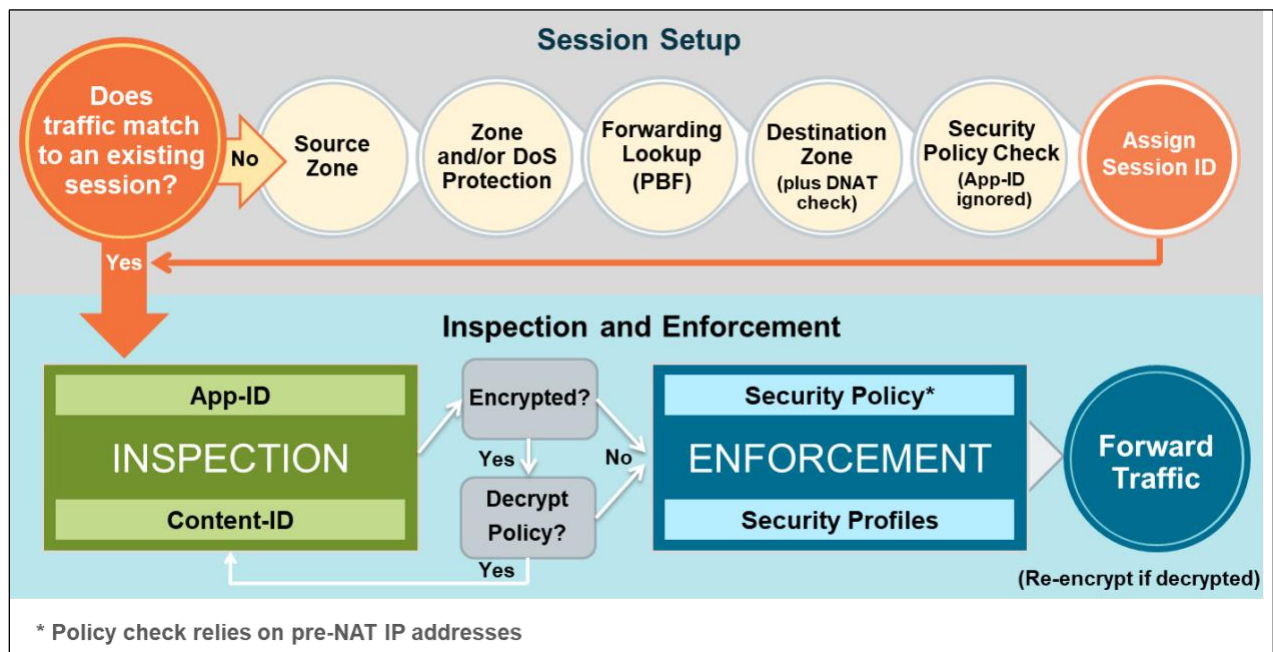 Session Setup
Does
traffic match
to an existing
session?
No
Source
Zone
Zone
and/or DoS
Protection
Forwarding
Lookup
(PBF)
Destination
Zone
(plus DNAT
check)
Security
Policy Check
(App-ID
ignored)
Assign
Session ID
Yes
Inspection and Enforcement
App-ID
INSPECTION
Content-ID
Encrypted?
Yes
No
Decrypt
Policy?
Yes
Security Policy*
ENFORCEMENT
Security Profiles
Forward
Traffic
(Re-encrypt if decrypted)
* Policy check relies on pre-NAT IP addresses